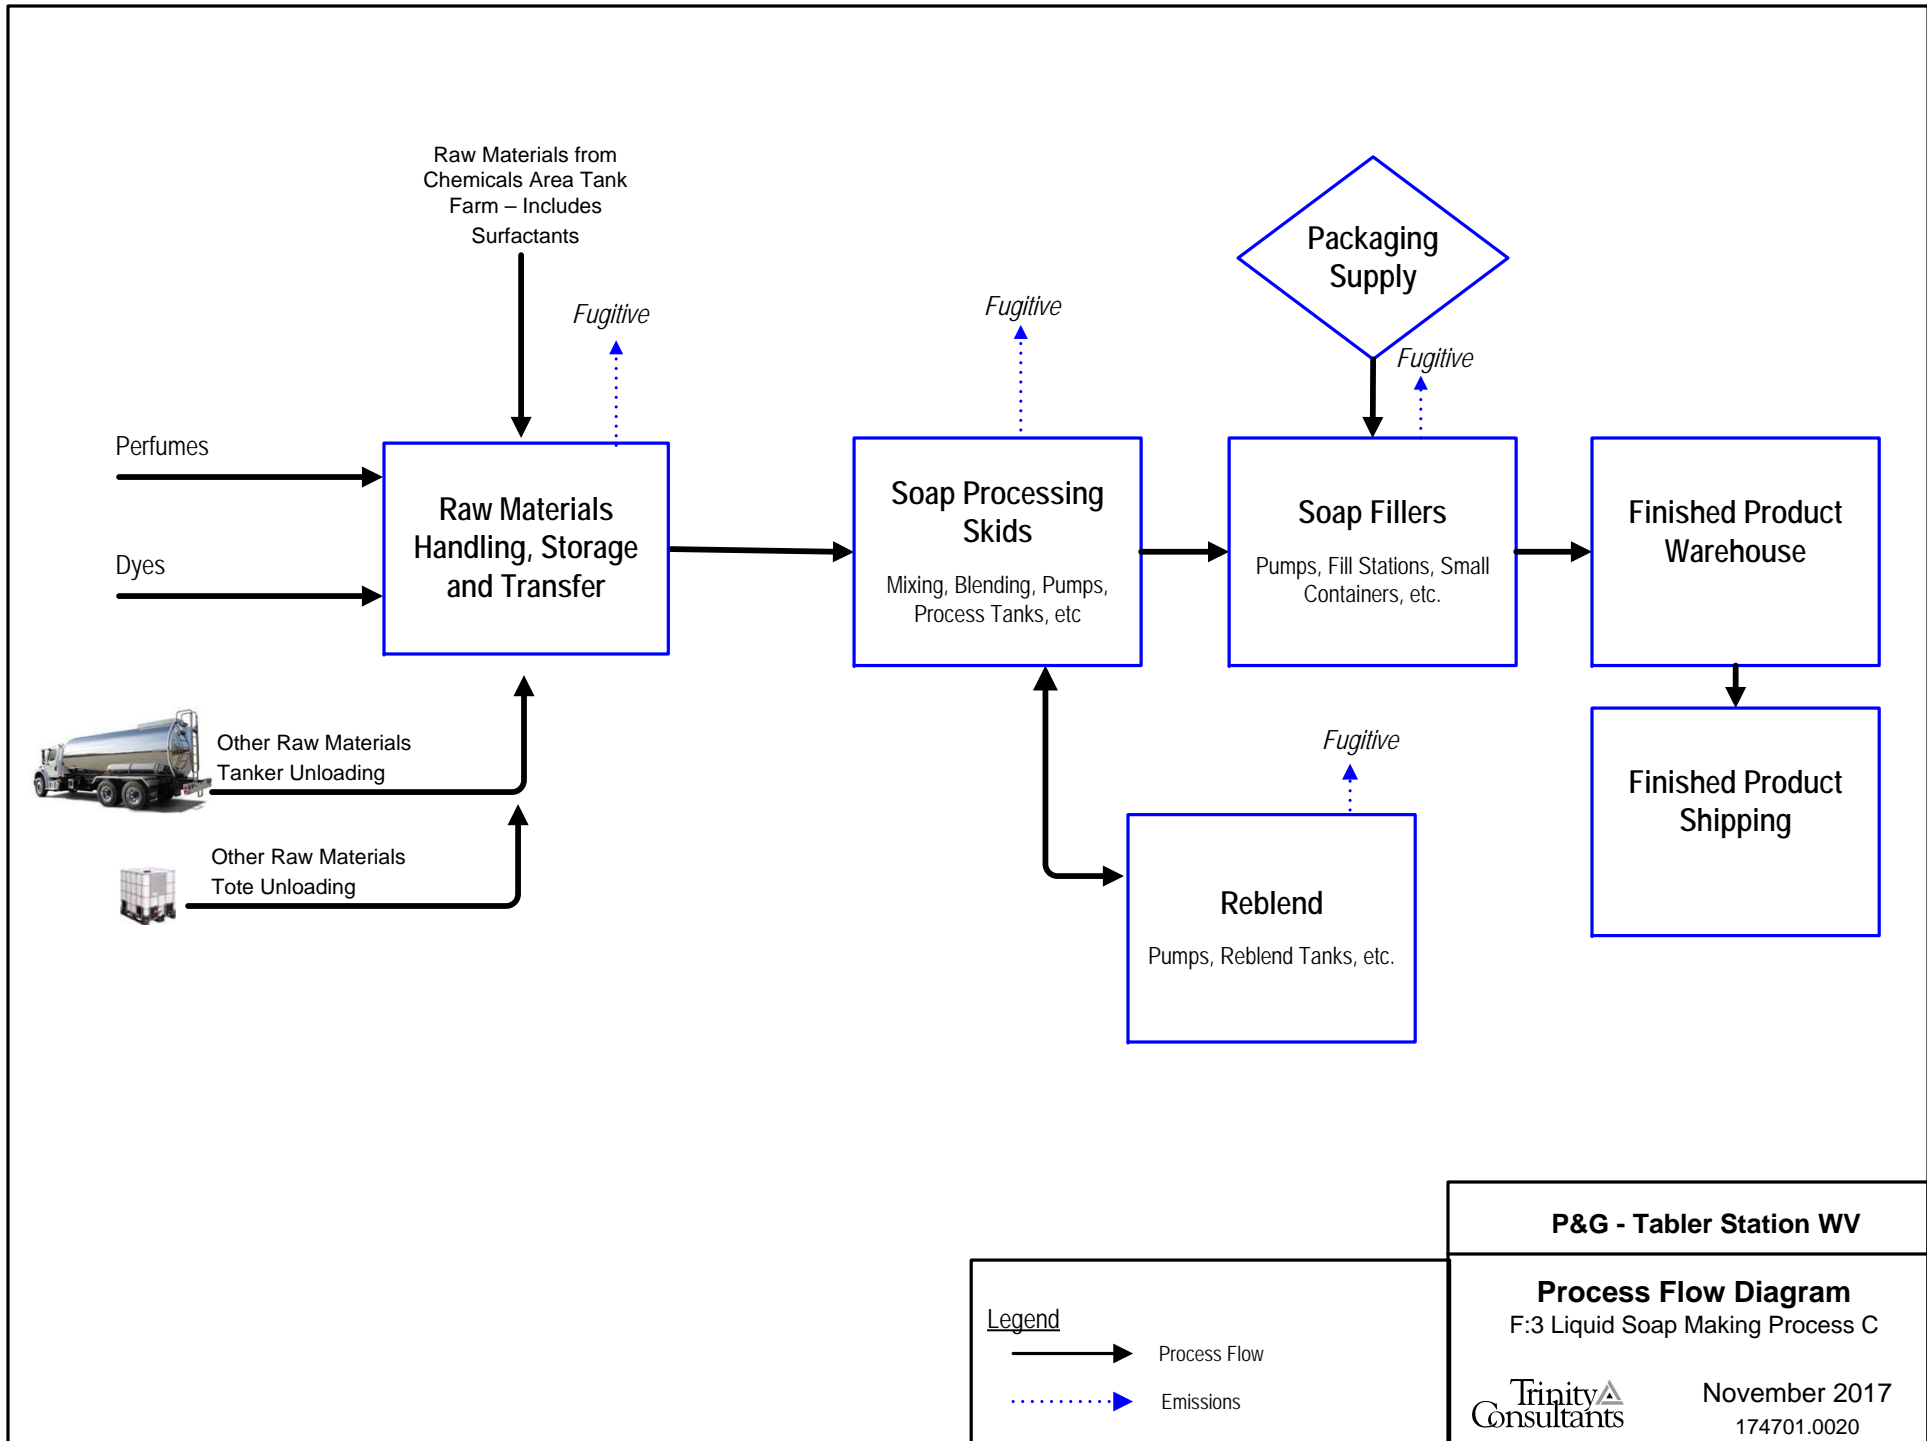 Raw Materials from
Chemicals Area Tank
Farm – Includes
Surfactants
Fugitive
Fugitive
Packaging
Supply
Fugitive
Perfumes
Dyes
Raw Materials
Handling, Storage
and Transfer
Soap Processing
Skids
Mixing, Blending, Pumps,
Process Tanks, etc
Soap Fillers
Pumps, Fill Stations, Small
Containers, etc.
Finished Product
Warehouse
Other Raw Materials
Tanker Unloading
Other Raw Materials
Tote Unloading
Fugitive
Reblend
Pumps, Reblend Tanks, etc.
Finished Product
Shipping
Legend
Process Flow
Emissions
P&G - Tabler Station WV
Process Flow Diagram
F:3 Liquid Soap Making Process C
Trinity
Consultants
November 2017
174701.0020